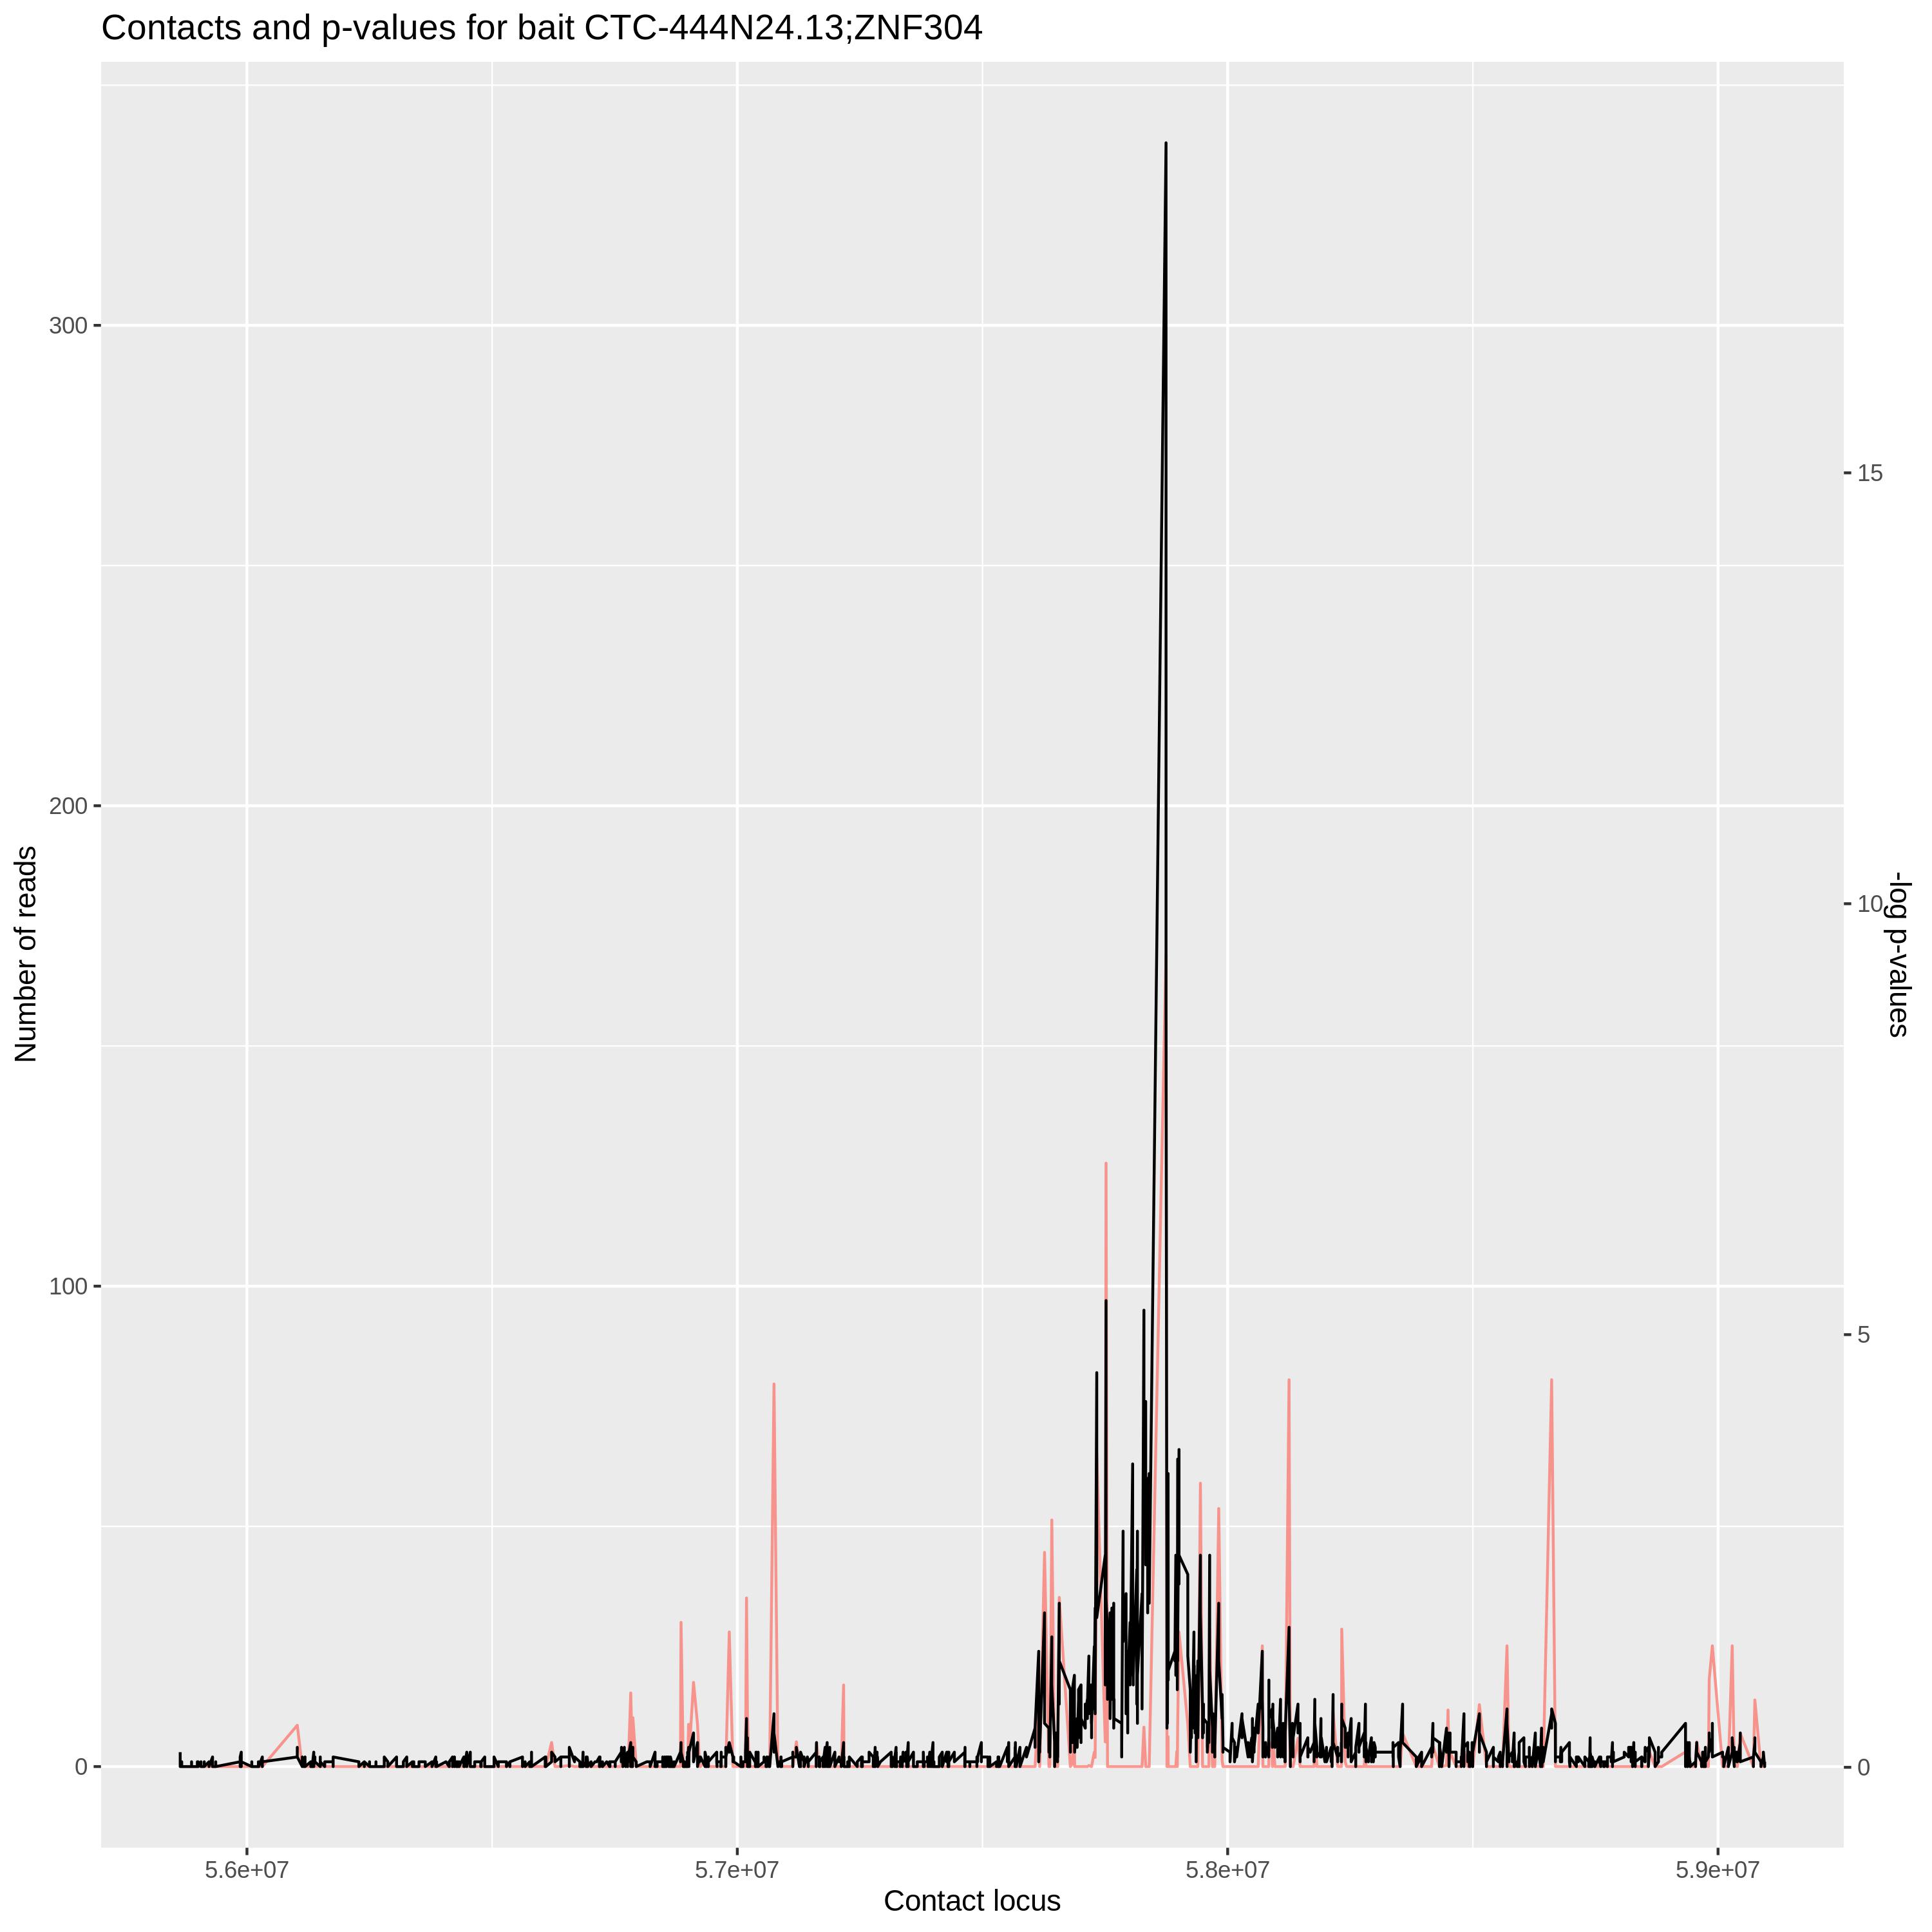 Contacts and p-values for bait CTC-444N24.13;ZNF304
300
200
100
0
Number of reads
15
10
5
0
-log p-values
5.6e+07
5.7e+07
5.8e+07
5.9e+07
Contact locus